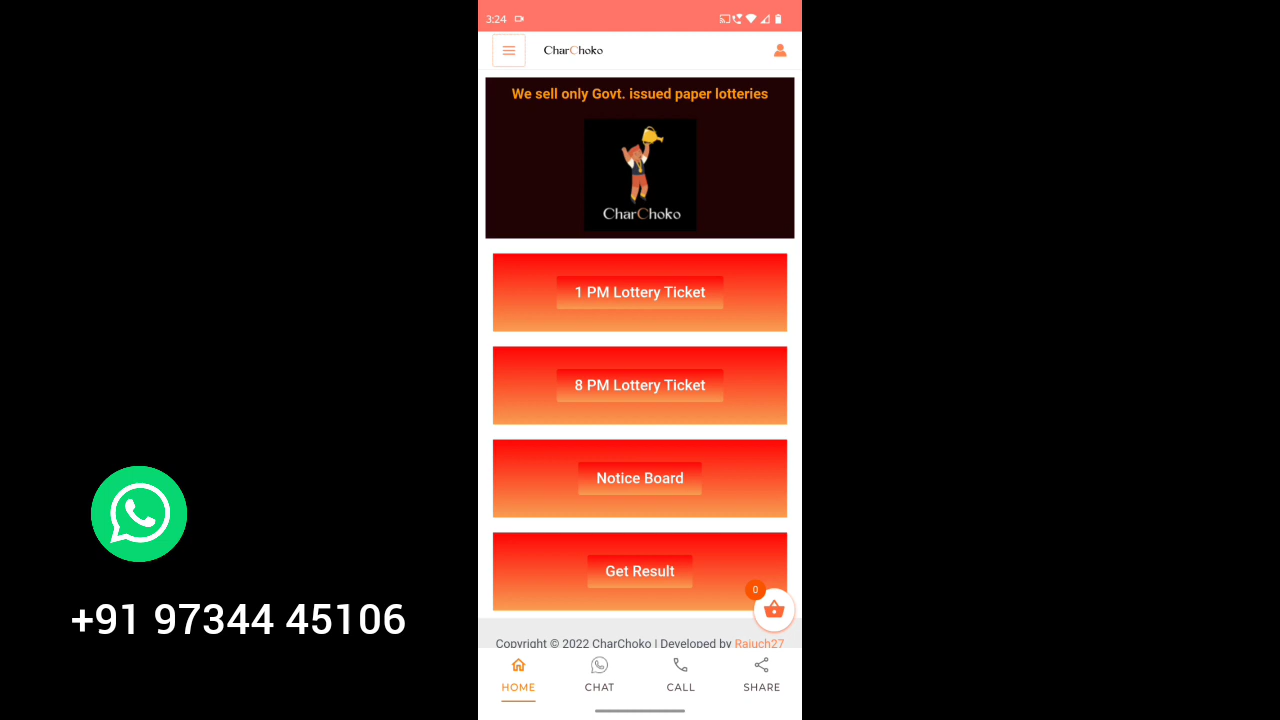 3:24
CharChoko
We sell only Govt. issued paper lotteries
CharChoko
1 PM Lottery Ticket
8 PM Lottery Ticket
Notice Board
Get Result
0
+91 97344 45106
Copyright © 2022 CharChoko | Developed by Rajuch27
HOME CHAT CALL SHARE